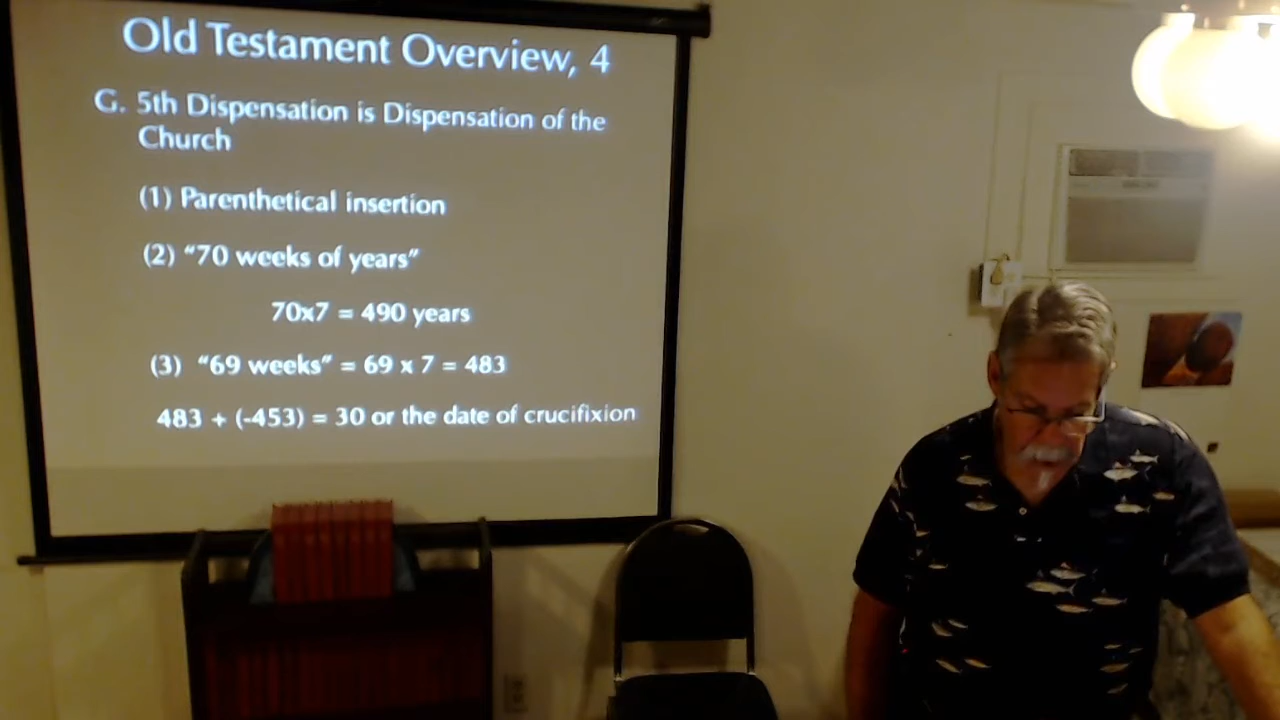 Old Testament Overview, 4
G. 5th Dispensation is Dispensation of the
Church
(1) Parenthetical insertion
(2) “70 weeks of years”
70x7 = 490 years
(3) “69 weeks” = 69 x 7 = 483
483 + (-453) = 30 or the date of crucifixion